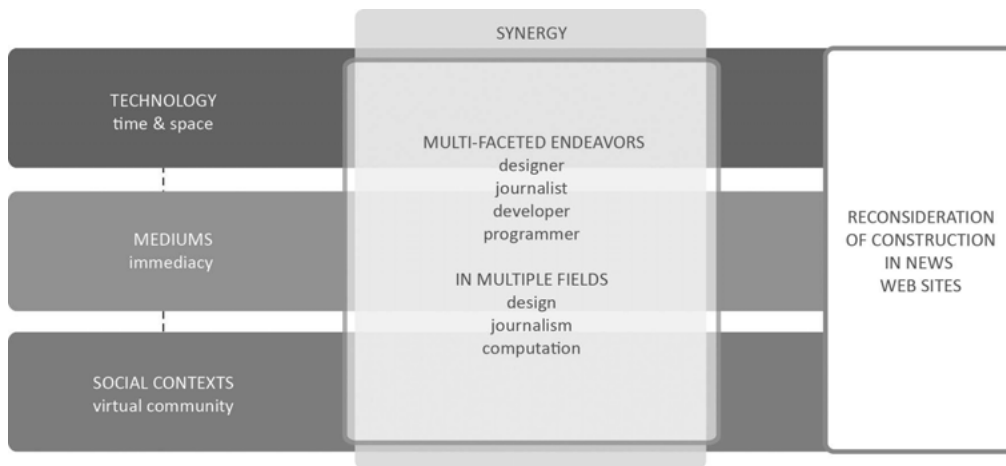 SYNERGY
TECHNOLOGY
time & space
MEDIUMS
immediacy
SOCIAL CONTEXTS
virtual community
MULTI-FACETED ENDEAVORS
designer
journalist
developer
programmer
IN MULTIPLE FIELDS
design
journalism
computation
RECONSIDERATION
OF CONSTRUCTION
IN NEWS
WEB SITES